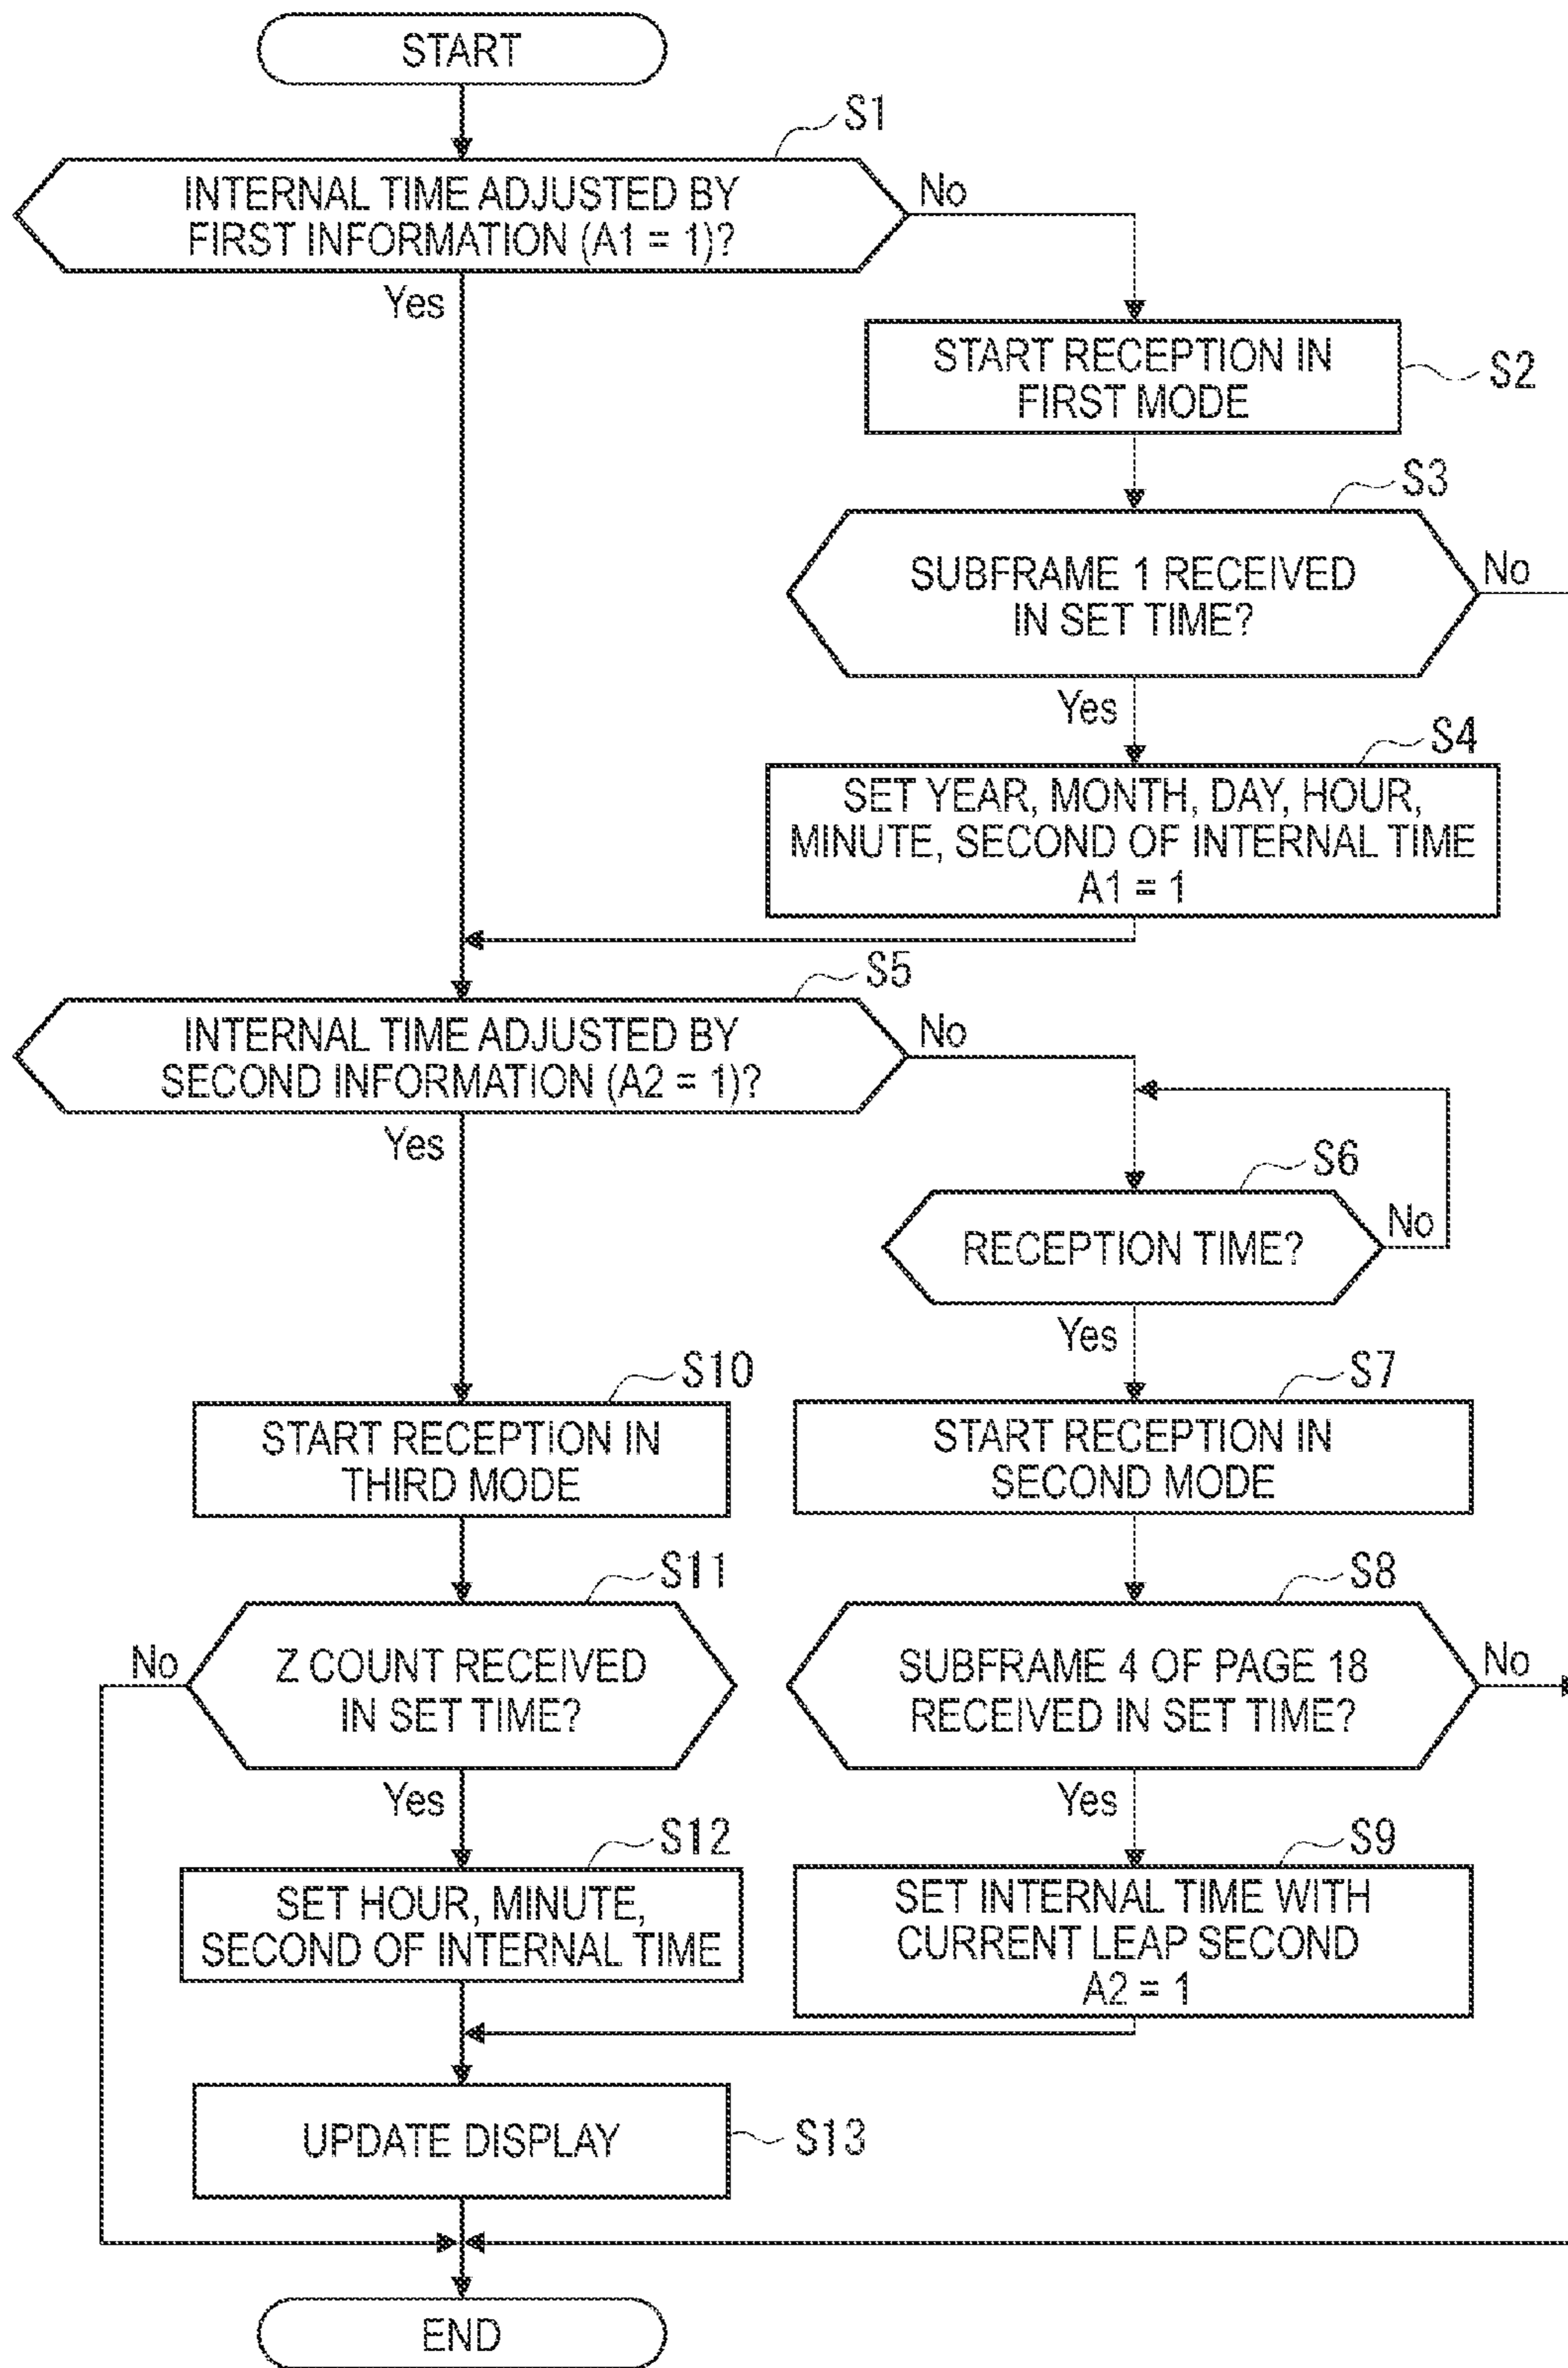 START
S1
INTERNAL TIME ADJUSTED BY
FIRST INFORMATION (A1 = 1)?
No
Yes
START RECEPTION IN
FIRST MODE
S2
S3
SUBFRAME 1 RECEIVED
IN SET TIME?
No
Yes
S4
SET YEAR, MONTH, DAY, HOUR,
MINUTE, SECOND OF INTERNAL TIME
A1 = 1
S5
INTERNAL TIME ADJUSTED BY
SECOND INFORMATION (A2 = 1)?
No
Yes
S6
RECEPTION TIME?
No
Yes
S10
START RECEPTION IN
THIRD MODE
S7
START RECEPTION IN
SECOND MODE
S11
Z COUNT RECEIVED
IN SET TIME?
No
Yes
S8
SUBFRAME 4 OF PAGE 18
RECEIVED IN SET TIME?
No
Yes
S12
SET HOUR, MINUTE,
SECOND OF INTERNAL TIME
S9
SET INTERNAL TIME WITH
CURRENT LEAP SECOND
A2 = 1
UPDATE DISPLAY
S13
END